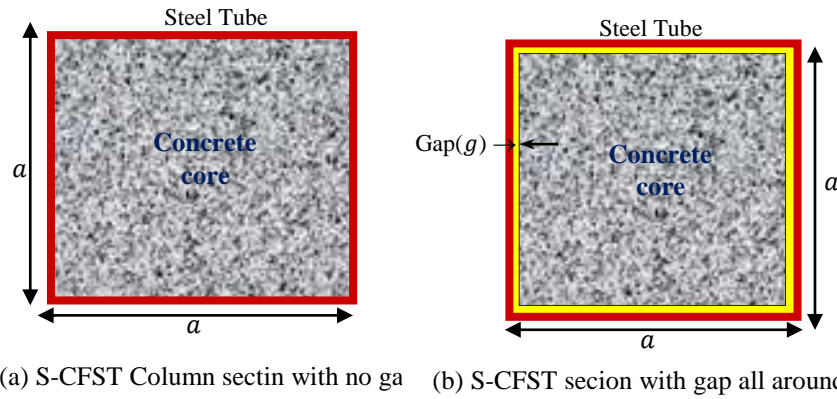 Steel Tube
Concrete
core
a
a
(a) S-CFST Column sectin with no ga
Steel Tube
Gap(g) →
Concrete
core
a
a
(b) S-CFST secion with gap all around